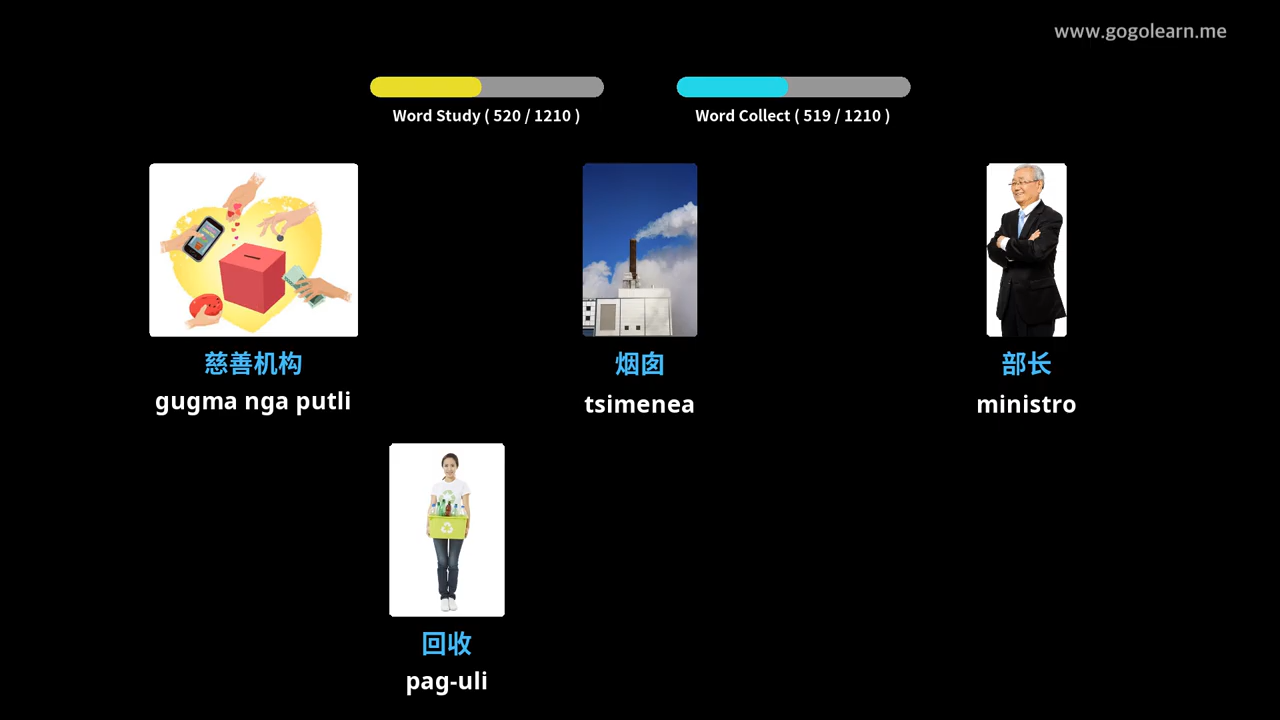 www.gogolearn.me
Word Study ( 520 / 1210 )
Word Collect ( 519 / 1210 )
慈善机构
gugma nga putli
烟囱
tsimenea
部长
ministro
回收
pag-uli